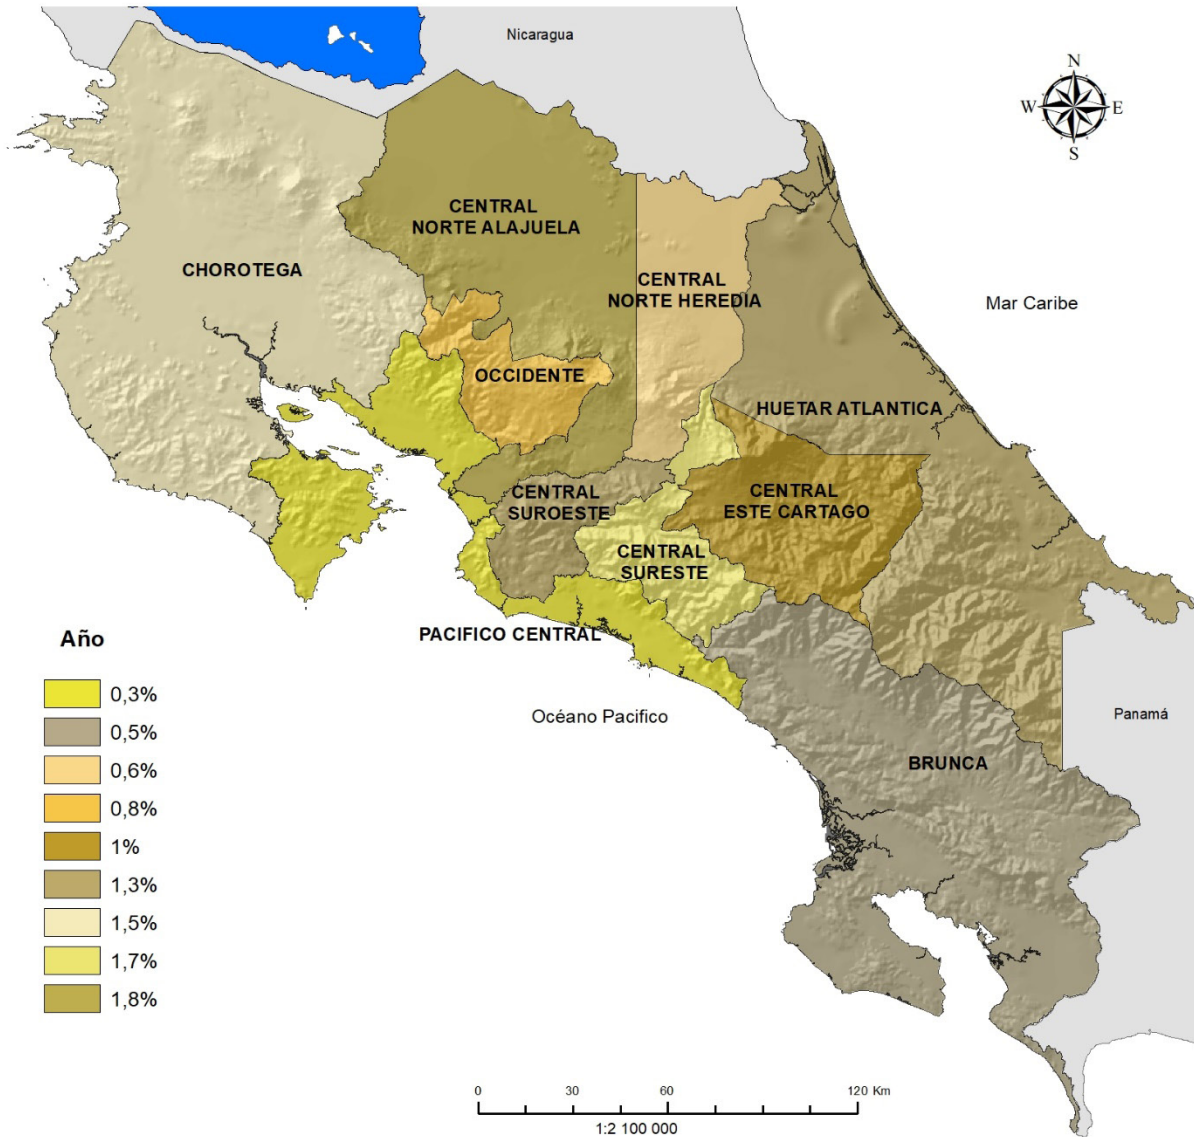 Nicaragua
N
W
E
S
CENTRAL
NORTE ALAJUELA
CHOROTEGA
CENTRAL
NORTE HEREDIA
Mar Caribe
OCCIDENTE
HUETAR ATLANTICA
CENTRAL
SUROESTE
CENTRAL
ESTE CARTAGO
CENTRAL
SURESTE
PACIFICO CENTRAL
Océano Pacifico
Panamá
BRUNCA
Año
0,3%
0,5%
0,6%
0,8%
1%
1,3%
1,5%
1,7%
1,8%
0 30 60 120 Km
1:2 100 000